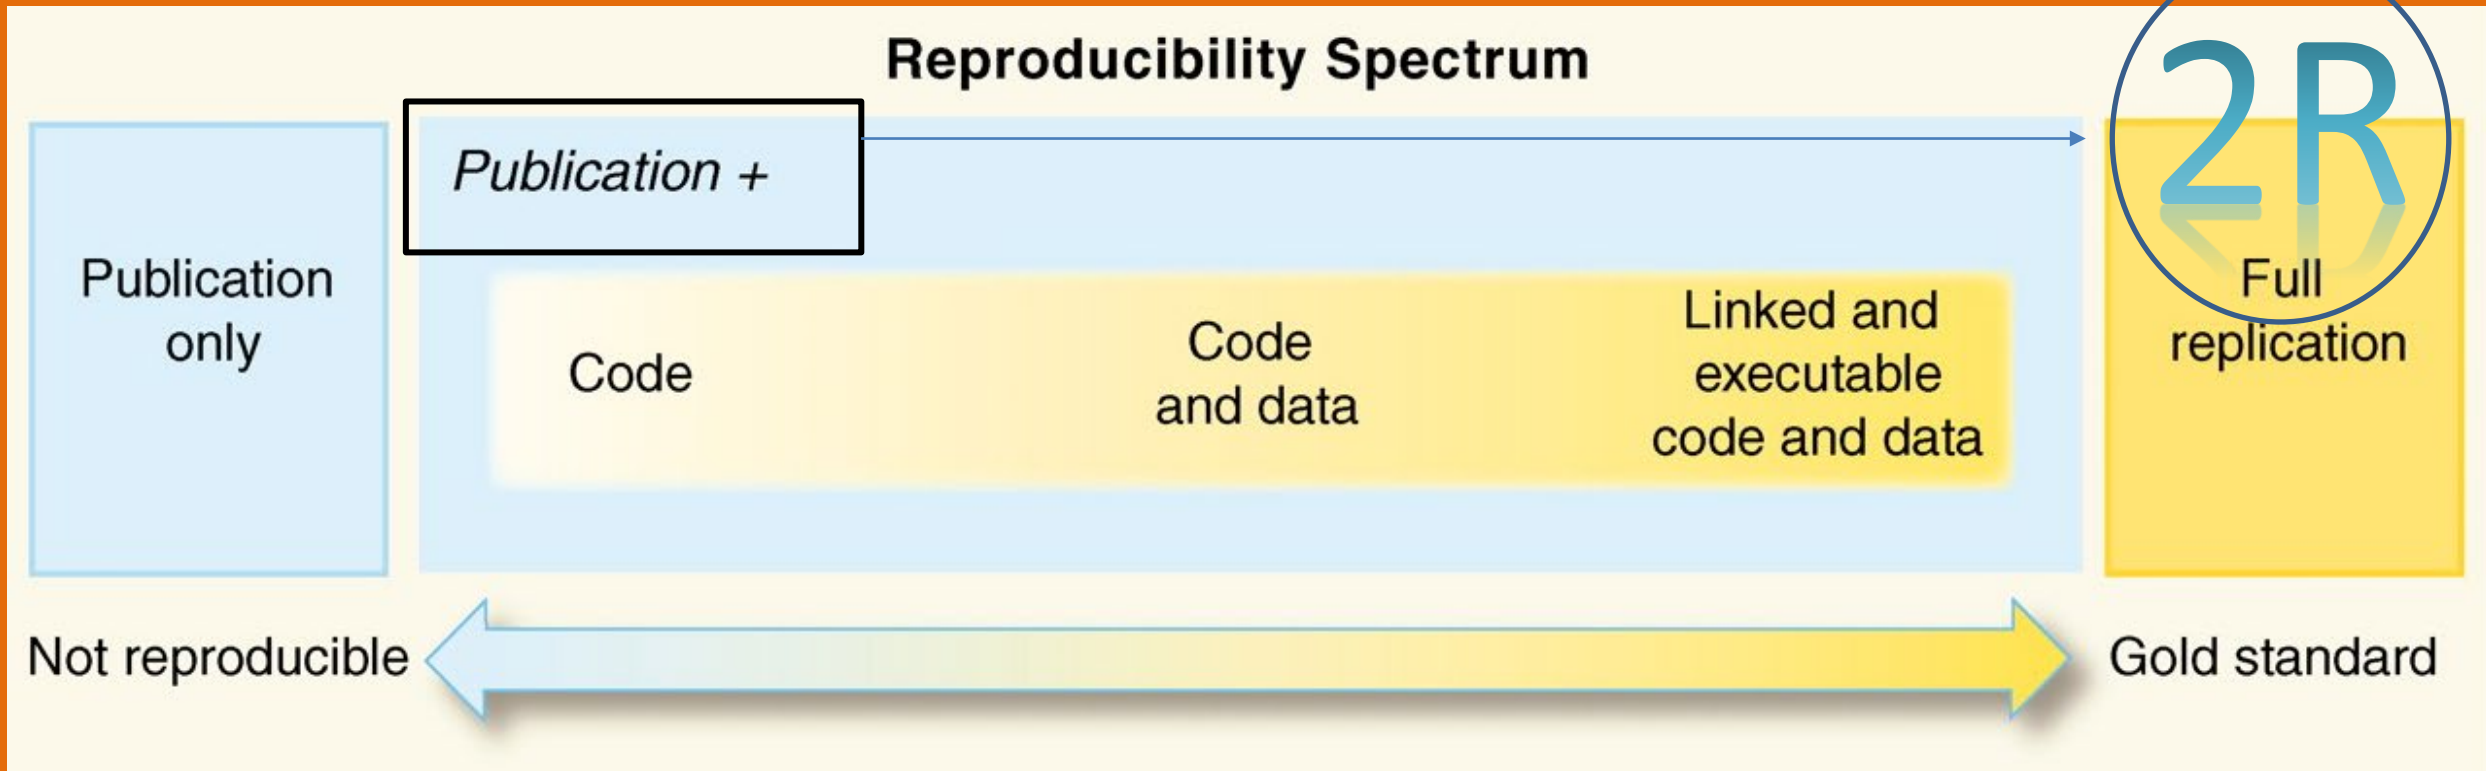 Reproducibility Spectrum
2R
Publication
only
Publication +
Code
Code
and data
Linked and
executable
code and data
Full
replication
Not reproducible
Gold standard